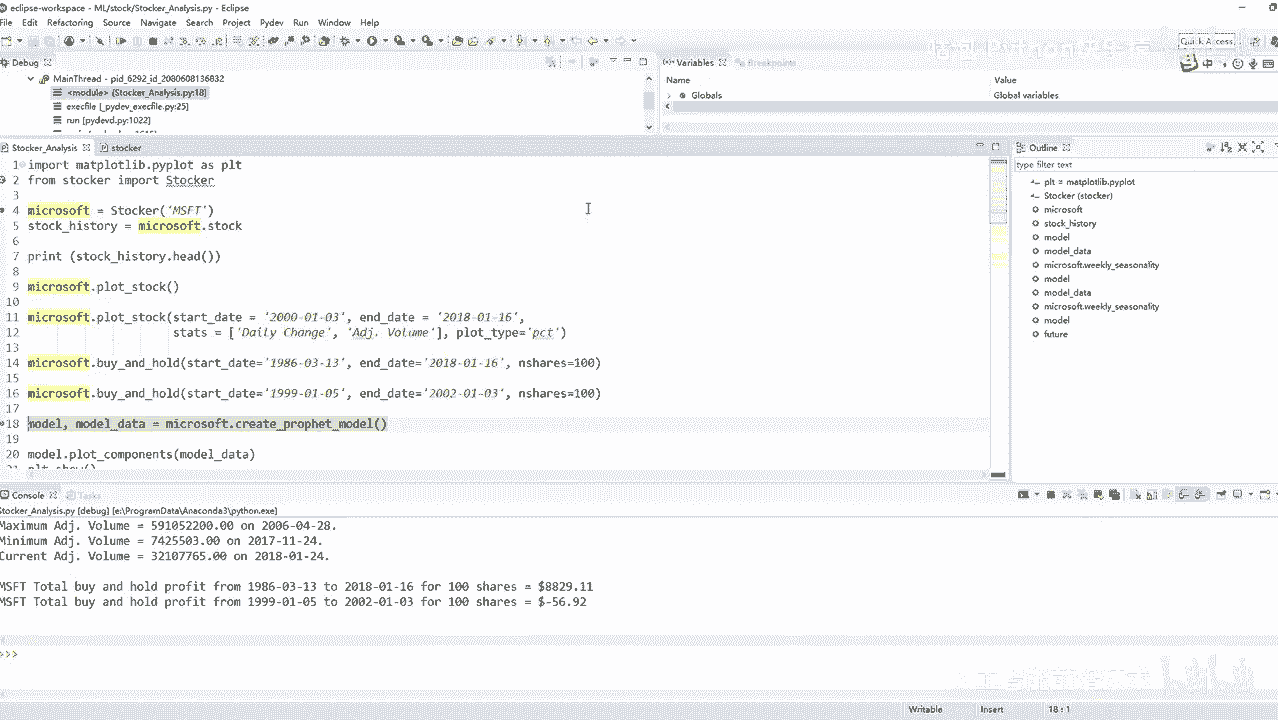 eclipse-workspace - ML/stock/Stocker_Analysis.py - Eclipse
File Edit Refactoring Source Navigate Search Project Pydev Run Window Help
Quick Access
Debug
MainThread - pid_6292_id_2080608136832
<module> [Stocker_Analysis.py:18]
execfile [_pydev_execfile.py:25]
run [pydevd.py:1022]
Variables Breakpoints
Name Value
Globals Global variables
Stocker_Analysis stocker
1 import matplotlib.pyplot as plt
2 from stocker import Stocker
3
4 microsoft = Stocker('MSFT')
5 stock_history = microsoft.stock
6
7 print (stock_history.head())
8
9 microsoft.plot_stock()
10
11 microsoft.plot_stock(start_date = '2000-01-03', end_date = '2018-01-16',
12 stats = ['Daily Change', 'Adj. Volume'], plot_type='pct')
13
14 microsoft.buy_and_hold(start_date='1986-03-13', end_date='2018-01-16', nshares=100)
15
16 microsoft.buy_and_hold(start_date='1999-01-05', end_date='2002-01-03', nshares=100)
17
18 model, model_data = microsoft.create_prophet_model()
19
20 model.plot_components(model_data)
21 plt.show()
Outline
type filter text
plt = matplotlib.pyplot
Stocker (stocker)
microsoft
stock_history
model
model_data
microsoft.weekly_seasonality
model
model_data
microsoft.weekly_seasonality
model
future
Console Tasks
Stocker_Analysis.py [debug] [e:\ProgramData\Anaconda3\python.exe]
Maximum Adj. Volume = 591052200.00 on 2006-04-28.
Minimum Adj. Volume = 7425503.00 on 2017-11-24.
Current Adj. Volume = 32107765.00 on 2018-01-24.
MSFT Total buy and hold profit from 1986-03-13 to 2018-01-16 for 100 shares = $8829.11
MSFT Total buy and hold profit from 1999-01-05 to 2002-01-03 for 100 shares = $-56.92
>>>
Writable Insert 18 : 1